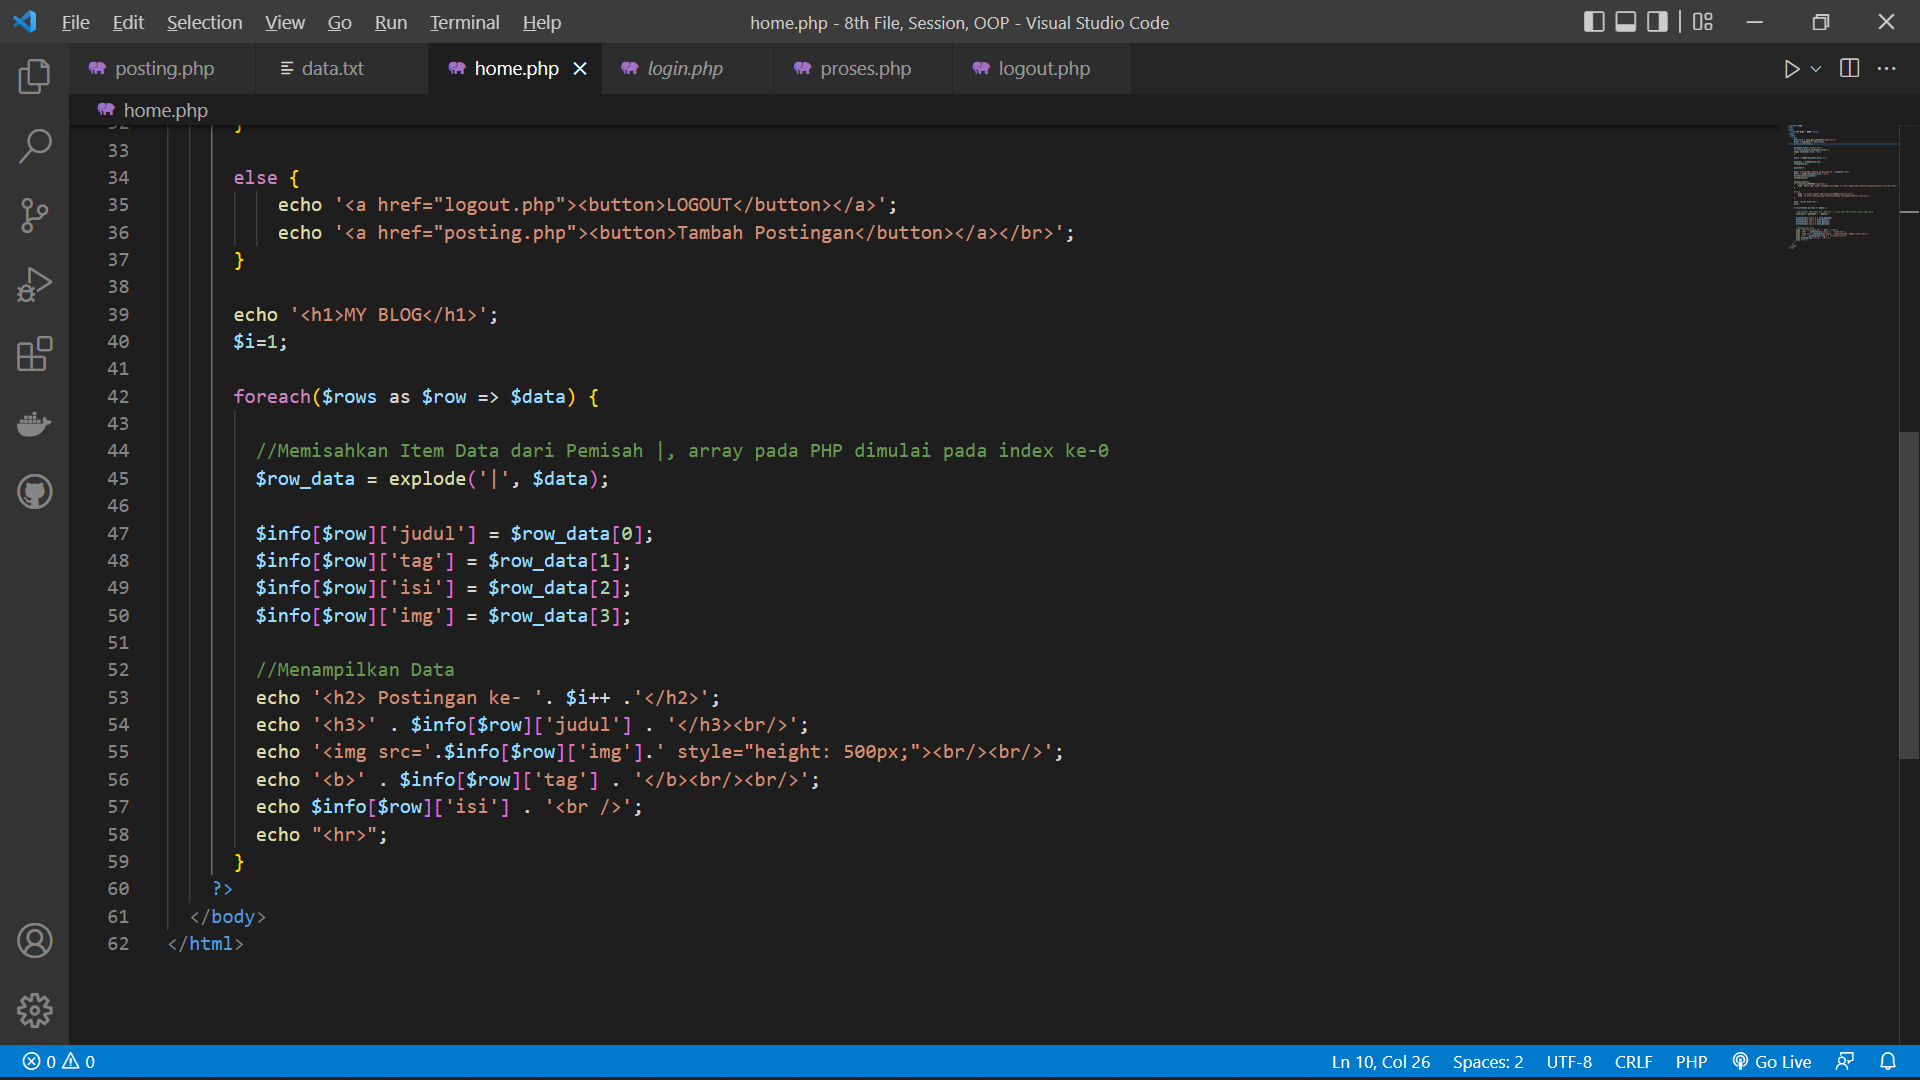 File Edit Selection View Go Run Terminal Help home.php - 8th File, Session, OOP - Visual Studio Code
posting.php data.txt home.php login.php proses.php logout.php
home.php
32 }
33
34 else {
35 echo '<a href="logout.php"><button>LOGOUT</button></a>';
36 echo '<a href="posting.php"><button>Tambah Postingan</button></a></br>';
37 }
38
39 echo '<h1>MY BLOG</h1>';
40 $i=1;
41
42 foreach($rows as $row => $data) {
43
44 //Memisahkan Item Data dari Pemisah |, array pada PHP dimulai pada index ke-0
45 $row_data = explode('|', $data);
46
47 $info[$row]['judul'] = $row_data[0];
48 $info[$row]['tag'] = $row_data[1];
49 $info[$row]['isi'] = $row_data[2];
50 $info[$row]['img'] = $row_data[3];
51
52 //Menampilkan Data
53 echo '<h2> Postingan ke- '. $i++ .'</h2>';
54 echo '<h3>' . $info[$row]['judul'] . '</h3><br/>';
55 echo '<img src='.$info[$row]['img'].' style="height: 500px;"><br/><br/>';
56 echo '<b>' . $info[$row]['tag'] . '</b><br/><br/>';
57 echo $info[$row]['isi'] . '<br />';
58 echo "<hr>";
59 }
60 ?>
61 </body>
62 </html>
0 0 Ln 10, Col 26 Spaces: 2 UTF-8 CRLF PHP Go Live